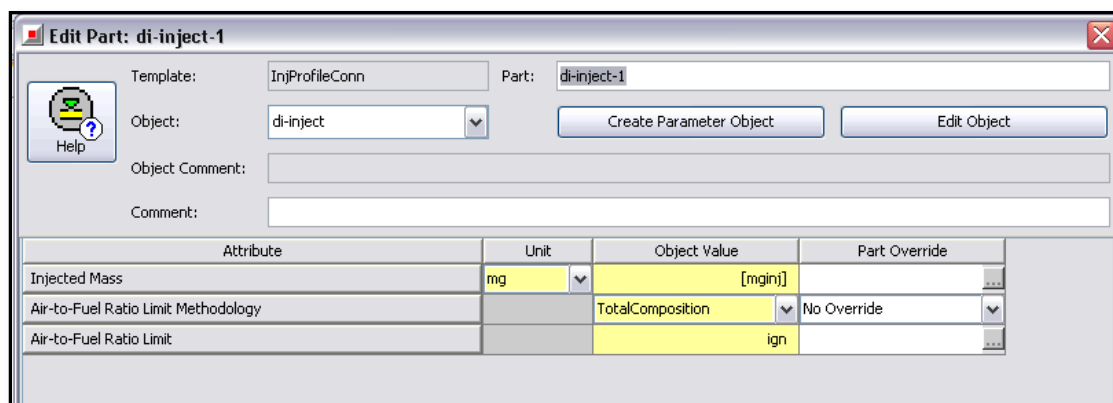 Edit Part: di-inject-1
Template: InjProfileConn Part: di-inject-1
Object: di-inject Create Parameter Object Edit Object
Help
Object Comment:
Comment:
Attribute Unit Object Value Part Override
Injected Mass mg [mginj] ...
Air-to-Fuel Ratio Limit Methodology TotalComposition No Override
Air-to-Fuel Ratio Limit ign ...